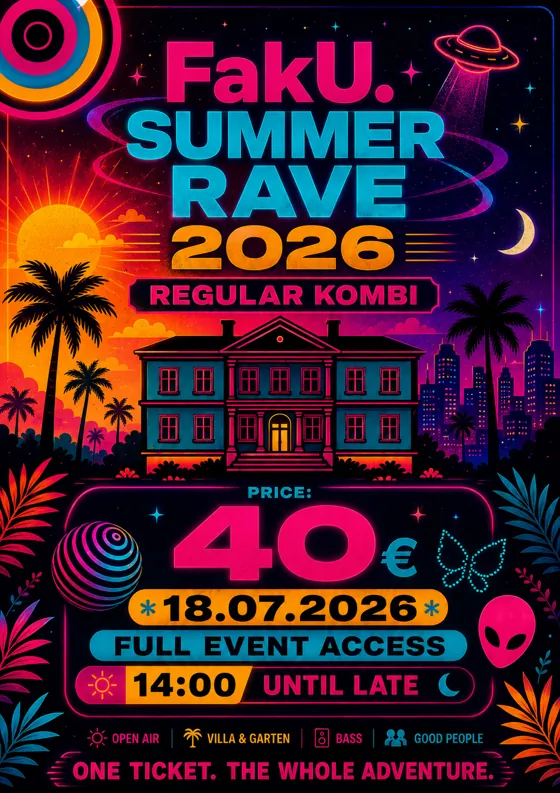 FakU.
SUMMER
RAVE
2026
REGULAR KOMBI
PRICE:
40€
*18.07.2026*
FULL EVENT ACCESS
14:00 UNTIL LATE
OPEN AIR | VILLA & GARTEN | BASS | GOOD PEOPLE
ONE TICKET. THE WHOLE ADVENTURE.